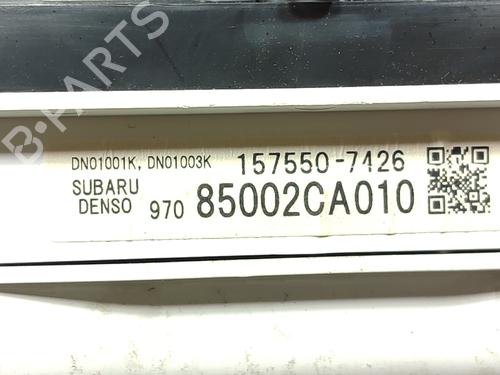 B-PARTS
DN01001K, DN01003K 157550-7426
SUBARU
DENSO 970 85002CA010